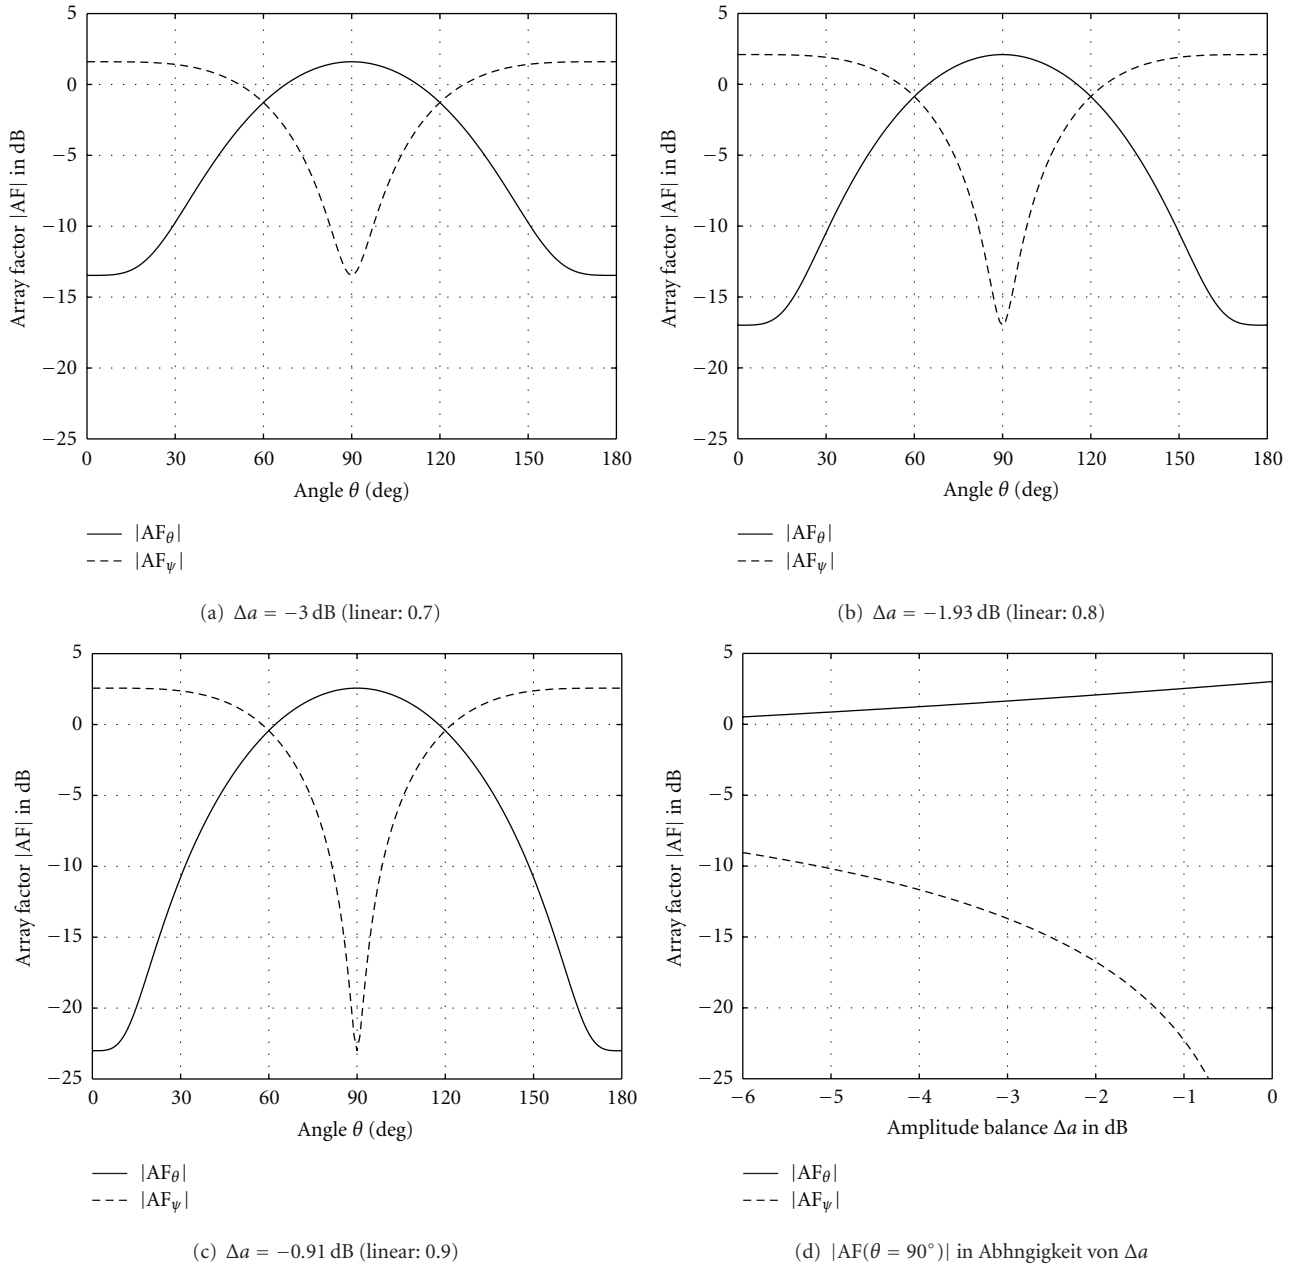 5
0
−5
−10
−15
−20
−25
0 30 60 90 120 150 180
Array factor |AF| in dB
Angle θ (deg)
|AFθ|
|AFψ|
(a) Δa = −3 dB (linear: 0.7)
5
0
−5
−10
−15
−20
−25
0 30 60 90 120 150 180
Array factor |AF| in dB
Angle θ (deg)
|AFθ|
|AFψ|
(b) Δa = −1.93 dB (linear: 0.8)
5
0
−5
−10
−15
−20
−25
0 30 60 90 120 150 180
Array factor |AF| in dB
Angle θ (deg)
|AFθ|
|AFψ|
(c) Δa = −0.91 dB (linear: 0.9)
5
0
−5
−10
−15
−20
−25
−6 −5 −4 −3 −2 −1 0
Array factor |AF| in dB
Amplitude balance Δa in dB
|AFθ|
|AFψ|
(d) |AF(θ = 90°)| in Abhngigkeit von Δa